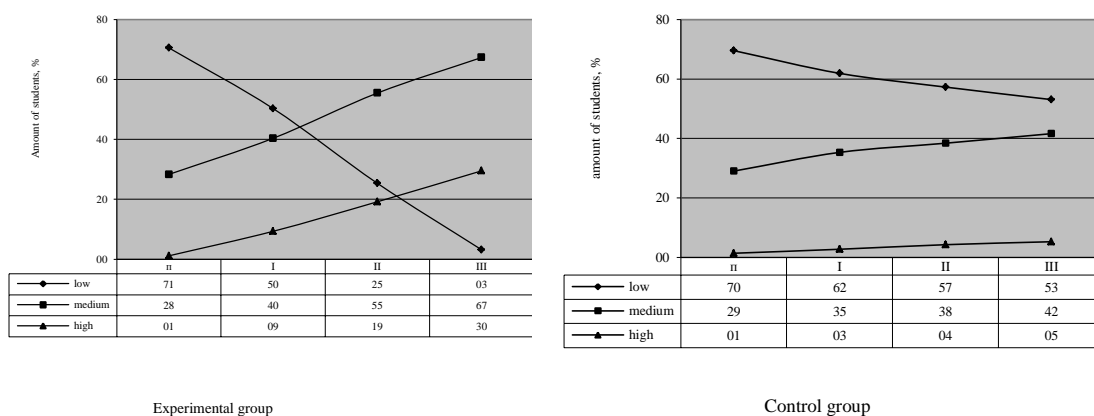 Amount of students, %
80
60
40
20
00
п I II III
low 71 50 25 03
medium 28 40 55 67
high 01 09 19 30
Experimental group
amount of students, %
80
60
40
20
00
п I II III
low 70 62 57 53
medium 29 35 38 42
high 01 03 04 05
Control group